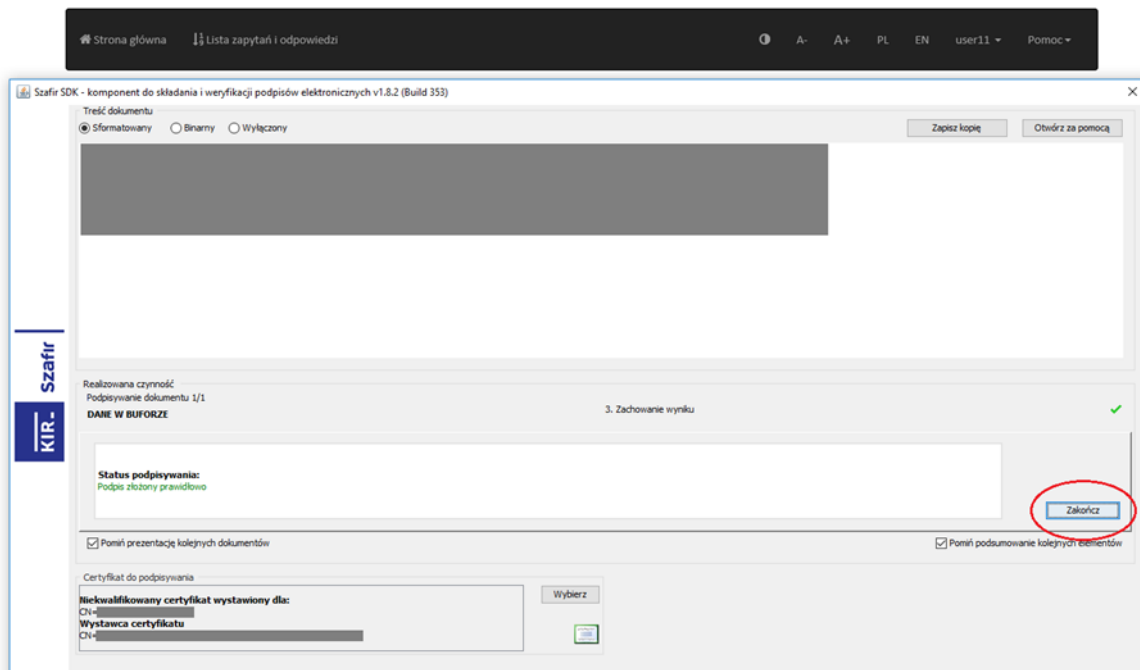 Strona główna
Lista zapytań i odpowiedzi
A-
A+
PL
EN
user11
Pomoc
Szafir SDK - komponent do składania i weryfikacji podpisów elektronicznych v1.8.2 (Build 353)
Treść dokumentu
Sformatowany
Binarny
Wyłączony
Zapisz kopię
Otwórz za pomocą
Szafir
KIR.
Realizowana czynność
Podpisywanie dokumentu 1/1
DANE W BUFORZE
3. Zachowanie wyniku
Status podpisywania:
Podpis złożony prawidłowo
Zakończ
Pomiń prezentację kolejnych dokumentów
Pomiń podsumowanie kolejnych elementów
Certyfikat do podpisywania
Niekwalifikowany certyfikat wystawiony dla:
CN=
Wystawca certyfikatu
CN=
Wybierz